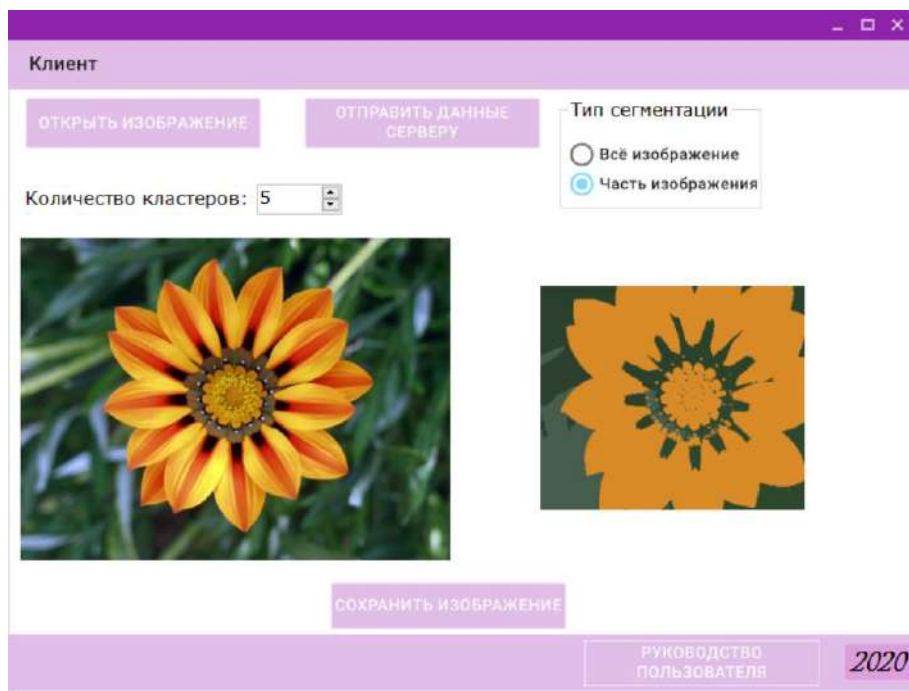 Клиент
ОТКРЫТЬ ИЗОБРАЖЕНИЕ
ОТПРАВИТЬ ДАННЫЕ
СЕРВЕРУ
Тип сегментации
Всё изображение
Часть изображения
Количество кластеров: 5
СОХРАНИТЬ ИЗОБРАЖЕНИЕ
РУКОВОДСТВО
ПОЛЬЗОВАТЕЛЯ
2020